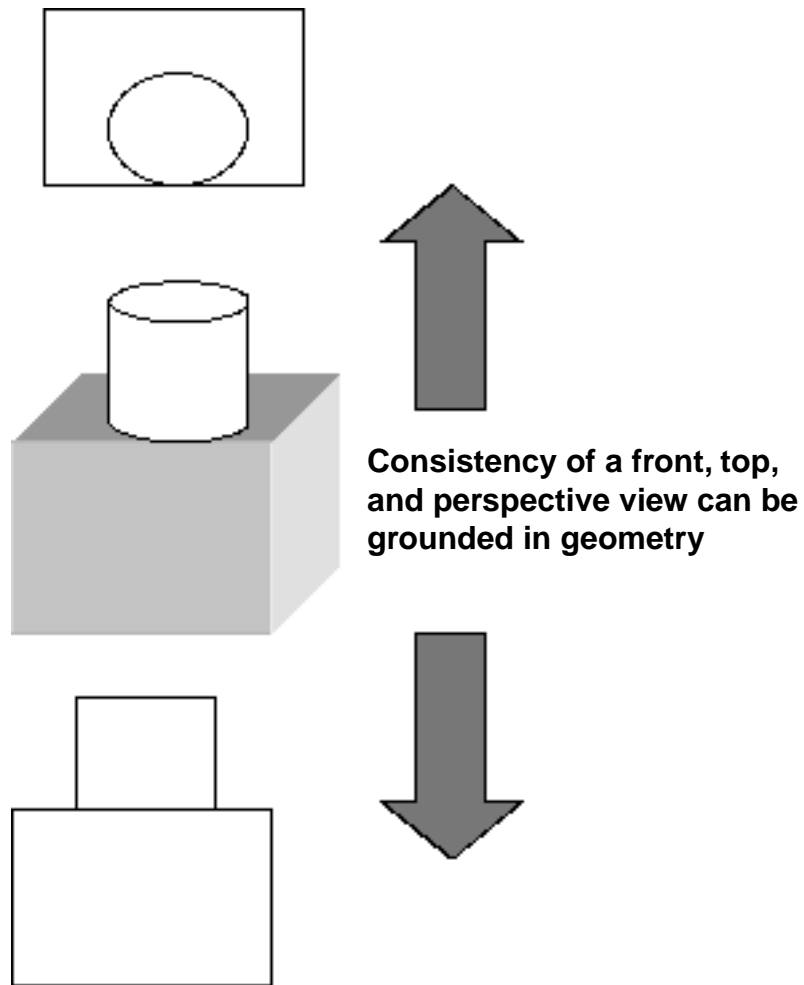 Consistency of a front, top,
and perspective view can be
grounded in geometry